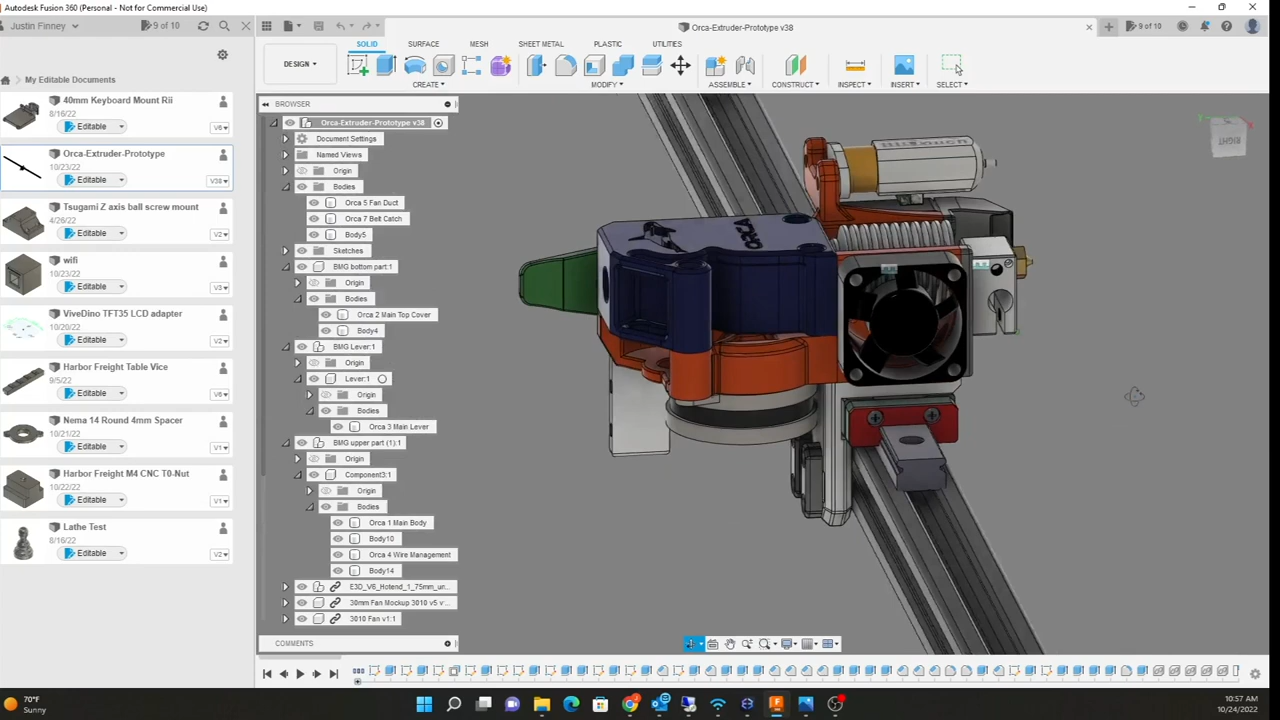 Autodesk Fusion 360 (Personal - Not for Commercial Use)
Justin Finney
9 of 10
Orca-Extruder-Prototype v38
9 of 10
SOLID
SURFACE
MESH
SHEET METAL
PLASTIC
UTILITIES
DESIGN
CREATE
MODIFY
ASSEMBLE
CONSTRUCT
INSPECT
INSERT
SELECT
My Editable Documents
40mm Keyboard Mount Rii
8/16/22
Editable
V6
Orca-Extruder-Prototype
10/23/22
Editable
V38
Tsugami Z axis ball screw mount
4/26/22
Editable
V2
wifi
10/23/22
Editable
V3
ViveDino TFT35 LCD adapter
10/20/22
Editable
V2
Harbor Freight Table Vice
9/5/22
Editable
V6
Nema 14 Round 4mm Spacer
10/21/22
Editable
V1
Harbor Freight M4 CNC T0-Nut
10/22/22
Editable
V1
Lathe Test
8/16/22
Editable
V2
BROWSER
Orca-Extruder-Prototype v38
Document Settings
Named Views
Origin
Bodies
Orca 5 Fan Duct
Orca 7 Belt Catch
Body5
Sketches
BMG bottom part:1
Origin
Bodies
Orca 2 Main Top Cover
Body4
BMG Lever:1
Origin
Lever:1
Origin
Bodies
Orca 3 Main Lever
BMG upper part (1):1
Origin
Component3:1
Origin
Bodies
Orca 1 Main Body
Body10
Orca 4 Wire Management
Body14
E3D_V6_Hotend_1_75mm_un...
30mm Fan Mockup 3010 v5 v...
3010 Fan v1:1
COMMENTS
ORCA
RIGHT
70°F
Sunny
10:57 AM
10/24/2022